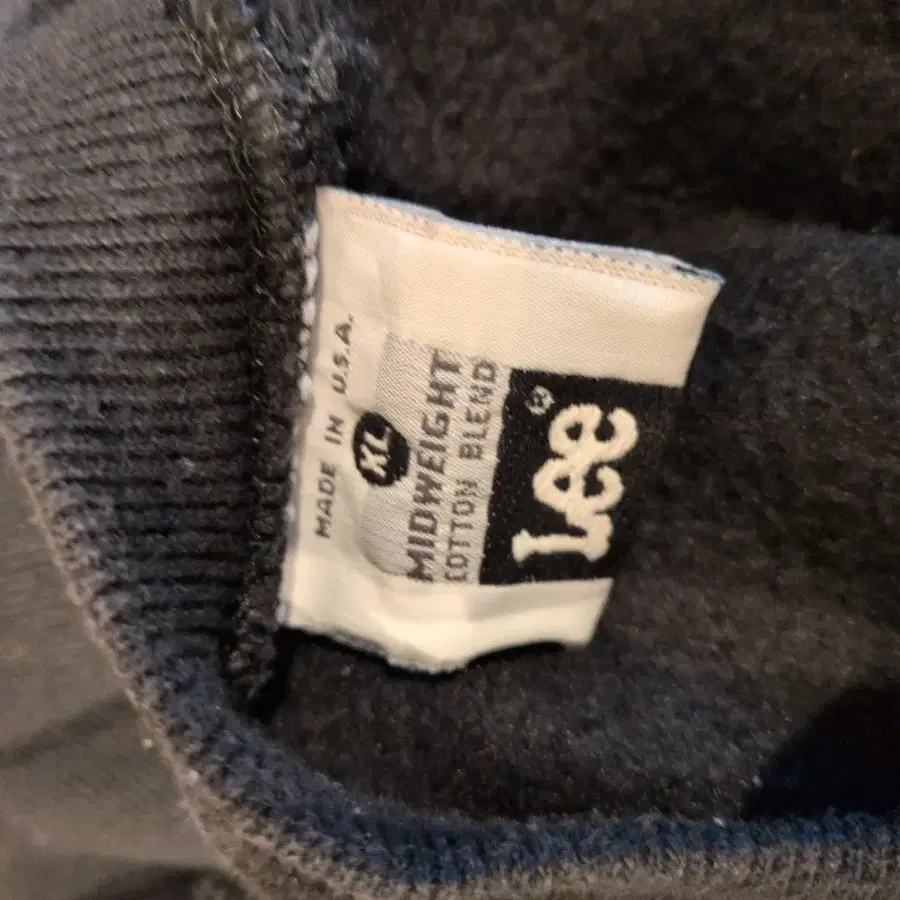 Lee®
MIDWEIGHT
COTTON BLEND
XL
MADE IN U.S.A.